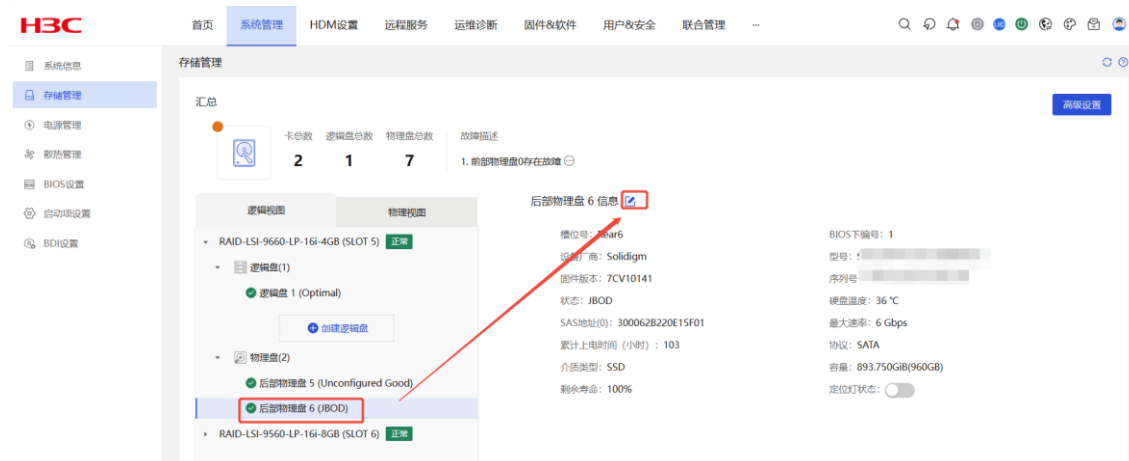 H3C 首页 系统管理 HDM设置 远程服务 运维诊断 固件&软件 用户&安全 联合管理 ···
系统信息
存储管理
电源管理
散热管理
BIOS设置
启动项设置
BDI设置
存储管理
汇总
高级设置
卡总数 逻辑盘总数 物理盘总数 故障描述
2 1 7 1. 前部物理盘0存在故障
逻辑视图 物理视图
RAID-LSI-9660-LP-16i-4GB (SLOT 5) 正常
逻辑盘(1)
逻辑盘 1 (Optimal)
创建逻辑盘
物理盘(2)
后部物理盘 5 (Unconfigured Good)
后部物理盘 6 (JBOD)
RAID-LSI-9560-LP-16i-8GB (SLOT 6) 正常
后部物理盘 6 信息
槽位号: Rear6 BIOS下编号: 1
设备厂商: Solidigm 型号:
固件版本: 7CV10141 序列号
状态: JBOD 硬盘温度: 36 ℃
SAS地址(0): 300062B220E15F01 最大速率: 6 Gbps
累计上电时间（小时）: 103 协议: SATA
介质类型: SSD 容量: 893.750GiB(960GB)
剩余寿命: 100% 定位灯状态: